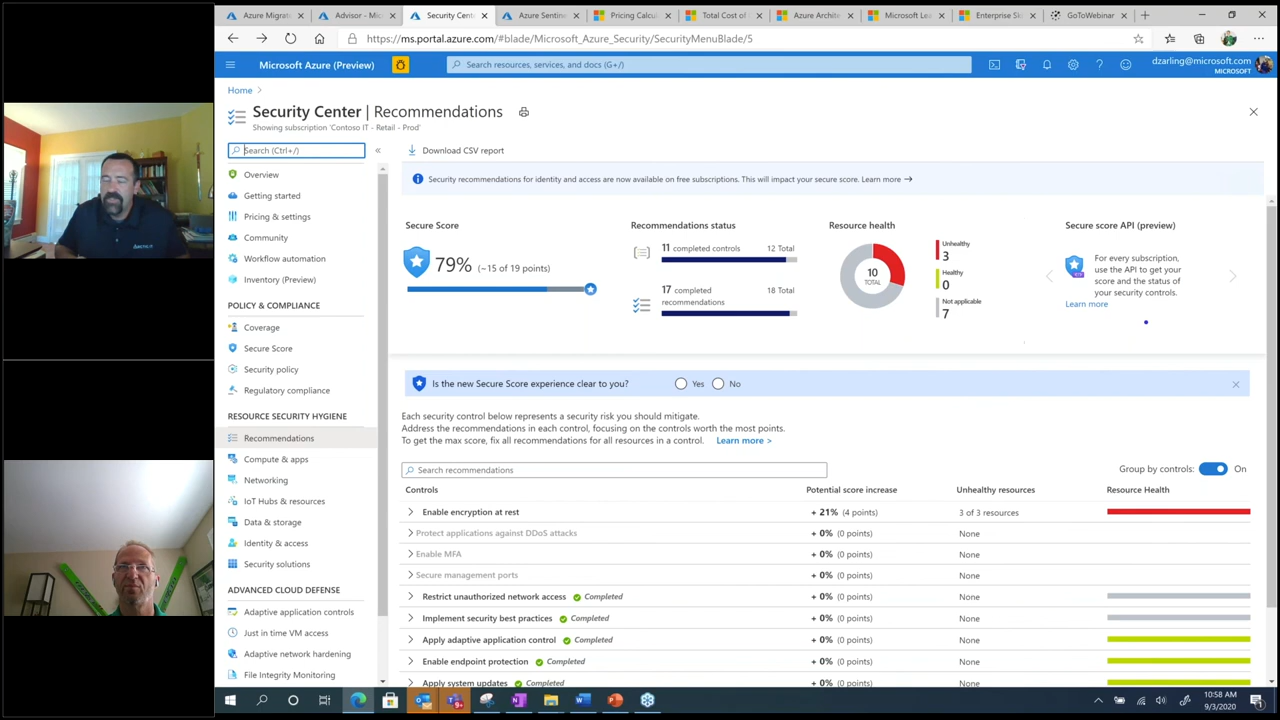 Azure Migrat
Advisor - Mic
Security Cent
Azure Sentine
Pricing Calcu
Total Cost of
Azure Archite
Microsoft Lea
Enterprise Sk
GoToWebinar
https://ms.portal.azure.com/#blade/Microsoft_Azure_Security/SecurityMenuBlade/5
Microsoft Azure (Preview)
Search resources, services, and docs (G+/)
dzarling@microsoft.com
MICROSOFT
Home
Security Center | Recommendations
Showing subscription 'Contoso IT - Retail - Prod'
Search (Ctrl+/)
Overview
Getting started
Pricing & settings
Community
Workflow automation
Inventory (Preview)
POLICY & COMPLIANCE
Coverage
Secure Score
Security policy
Regulatory compliance
RESOURCE SECURITY HYGIENE
Recommendations
Compute & apps
Networking
IoT Hubs & resources
Data & storage
Identity & access
Security solutions
ADVANCED CLOUD DEFENSE
Adaptive application controls
Just in time VM access
Adaptive network hardening
File Integrity Monitoring
Download CSV report
Security recommendations for identity and access are now available on free subscriptions. This will impact your secure score. Learn more →
Secure Score
79% (~15 of 19 points)
Recommendations status
11 completed controls 12 Total
17 completed recommendations 18 Total
Resource health
10
TOTAL
Unhealthy
3
Healthy
0
Not applicable
7
Secure score API (preview)
For every subscription,
use the API to get your
score and the status of
your security controls.
Learn more
Is the new Secure Score experience clear to you? Yes No
Each security control below represents a security risk you should mitigate.
Address the recommendations in each control, focusing on the controls worth the most points.
To get the max score, fix all recommendations for all resources in a control. Learn more >
Search recommendations
Group by controls: On
Controls Potential score increase Unhealthy resources Resource Health
Enable encryption at rest + 21% (4 points) 3 of 3 resources
Protect applications against DDoS attacks + 0% (0 points) None
Enable MFA + 0% (0 points) None
Secure management ports + 0% (0 points) None
Restrict unauthorized network access Completed + 0% (0 points) None
Implement security best practices Completed + 0% (0 points) None
Apply adaptive application control Completed + 0% (0 points) None
Enable endpoint protection Completed + 0% (0 points) None
Apply system updates Completed + 0% (0 points) None
10:58 AM
9/3/2020